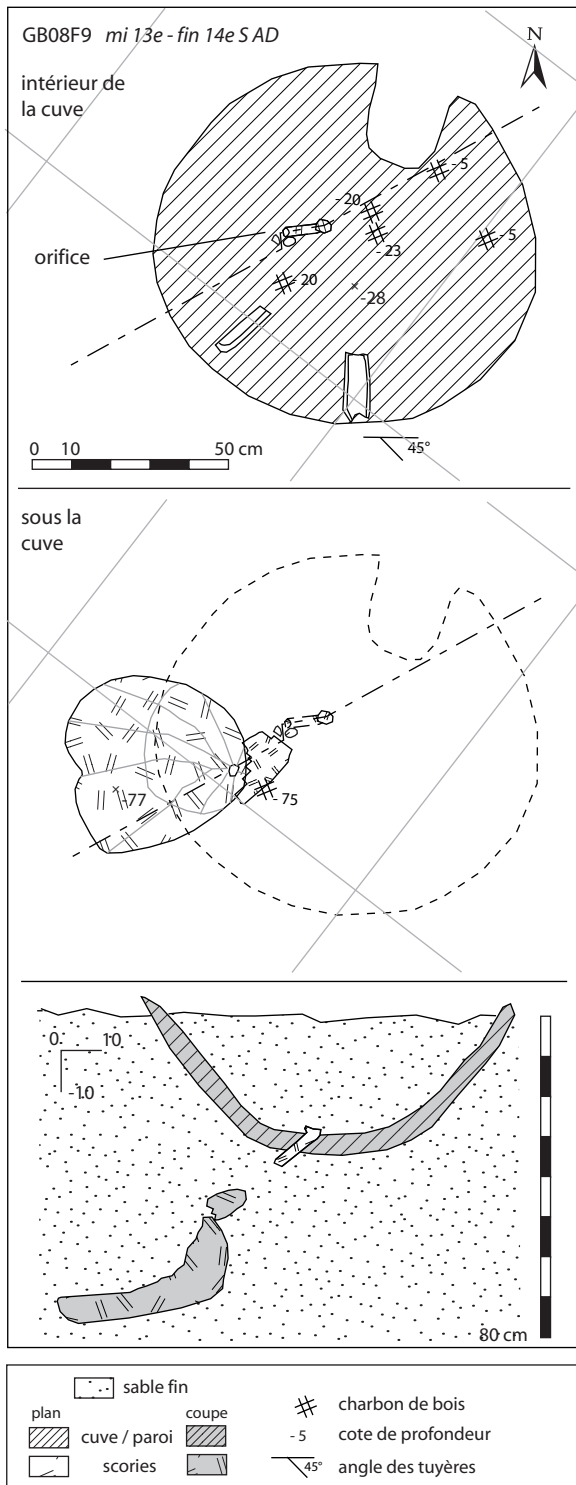 GB08F9 mi 13e - fin 14e S AD
N
intérieur de
la cuve
- 5
- 20
- 5
orifice
- 23
- 20
- 28
0 10 50 cm
45°
sous la
cuve
- 77
- 75
0 10
- 10
80 cm
sable fin
plan coupe
charbon de bois
cuve / paroi
- 5 cote de profondeur
scories
45° angle des tuyères